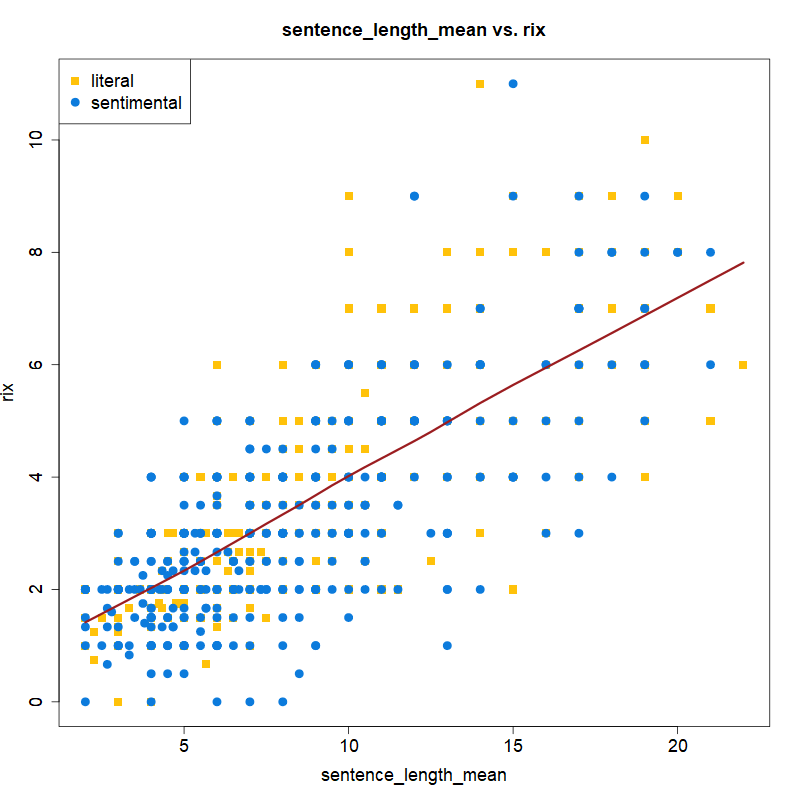 sentence_length_mean vs. rix
literal
sentimental
10
8
6
4
2
0
rix
5
10
15
20
sentence_length_mean